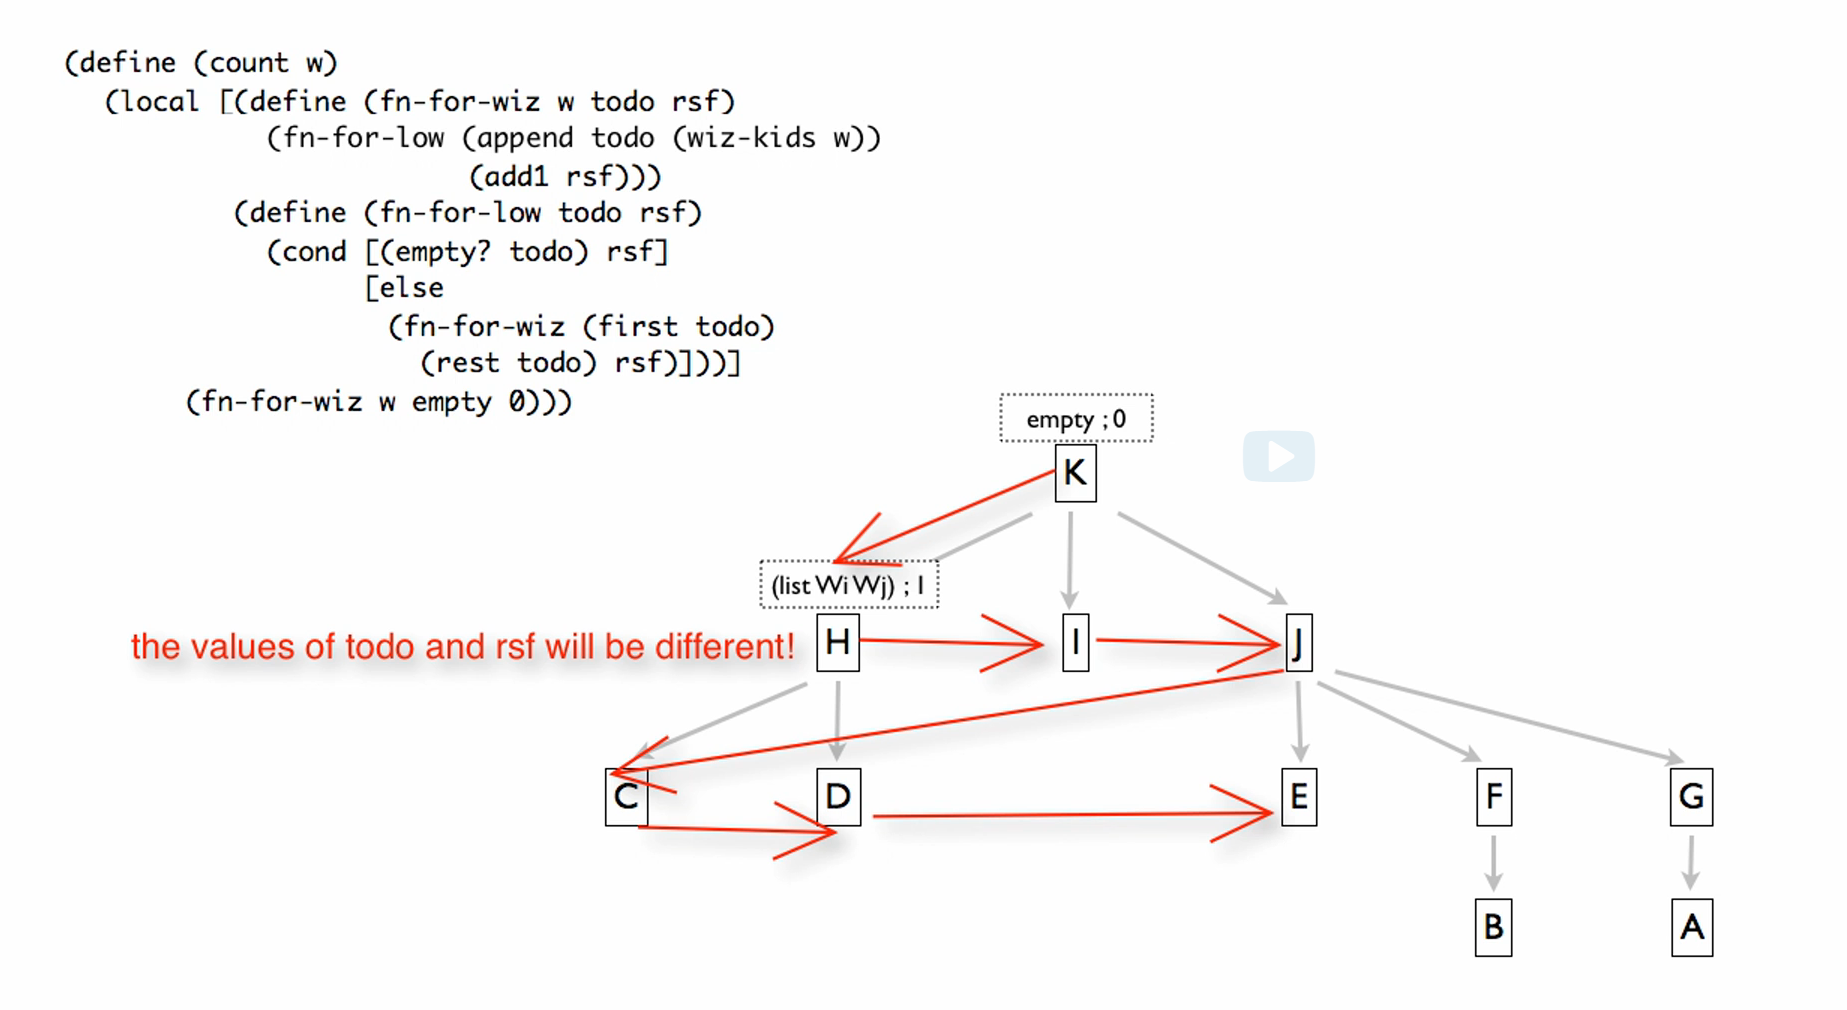 (define (count w)
(local [(define (fn-for-wiz w todo rsf)
(fn-for-low (append todo (wiz-kids w))
(add1 rsf)))
(define (fn-for-low todo rsf)
(cond [(empty? todo) rsf]
[else
(fn-for-wiz (first todo)
(rest todo) rsf)]))]
(fn-for-wiz w empty 0)))
empty ; 0
K
(list Wi Wj) ; 1
the values of todo and rsf will be different!
H
I
J
C
D
E
F
G
B
A